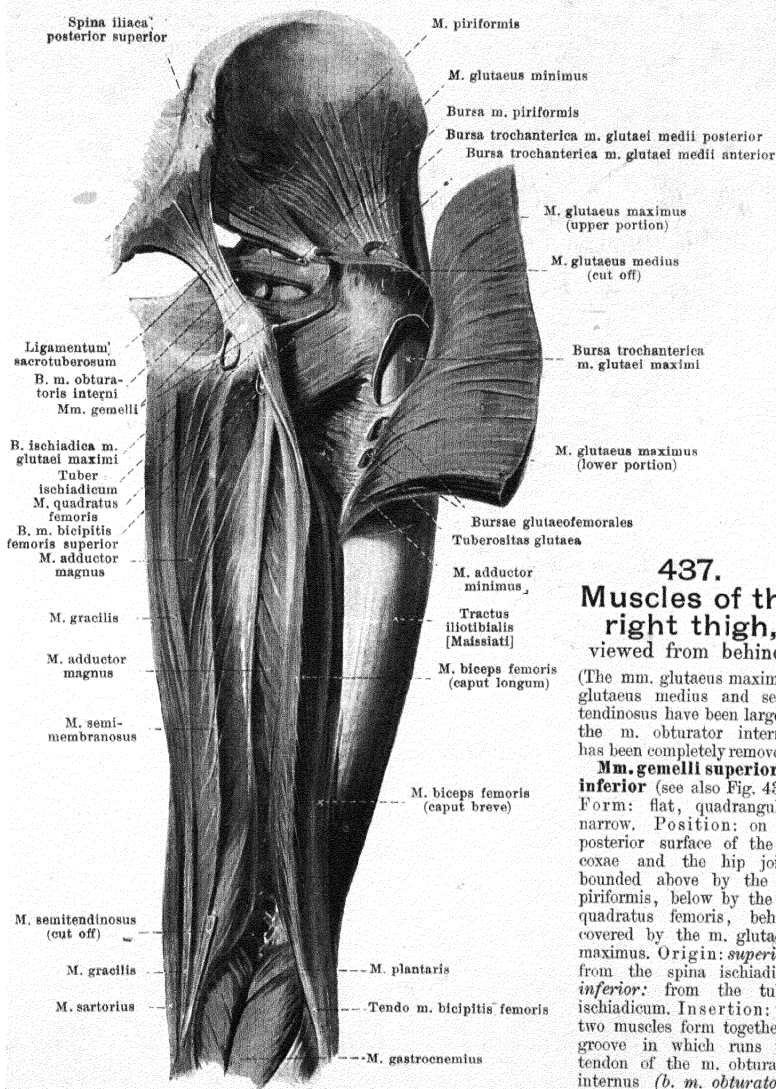 Spina iliaca
posterior superior
M. piriformis
M. glutaeus minimus
Bursa m. piriformis
Bursa trochanterica m. glutaei medii posterior
Bursa trochanterica m. glutaei medii anterior
M. glutaeus maximus
(upper portion)
M. glutaeus medius
(cut off)
Bursa trochanterica
m. glutaei maximi
M. glutaeus maximus
(lower portion)
Bursae glutaeofemorales
Tuberositas glutaea
M. adductor
minimus
Tractus
iliotibialis
[Maissiati]
M. biceps femoris
(caput longum)
M. biceps femoris
(caput breve)
M. plantaris
Tendo m. bicipitis femoris
M. gastrocnemius
Ligamentum
sacrotuberosum
B. m. obtura-
toris interni
Mm. gemelli
B. ischiadica m.
glutaei maximi
Tuber
ischiadicum
M. quadratus
femoris
B. m. bicipitis
femoris superior
M. adductor
magnus
M. gracilis
M. adductor
magnus
M. semi-
membranosus
M. semitendinosus
(cut off)
M. gracilis
M. sartorius
437.
Muscles of th
right thigh,
viewed from behin
(The mm. glutaeus maxim
glutaeus medius and se
tendinosus have been larg
the m. obturator inter
has been completely remove
Mm. gemelli superior
inferior (see also Fig. 43
Form: flat, quadrangu
narrow. Position: on
posterior surface of the
coxae and the hip joi
bounded above by the
piriformis, below by the
quadratus femoris, beh
covered by the m. gluta
maximus. Origin: superi
from the spina ischiadi
inferior: from the tu
ischiadicum. Insertion:
two muscles form togethe
groove in which runs
tendon of the m. obtura
internus (b. m. obturato